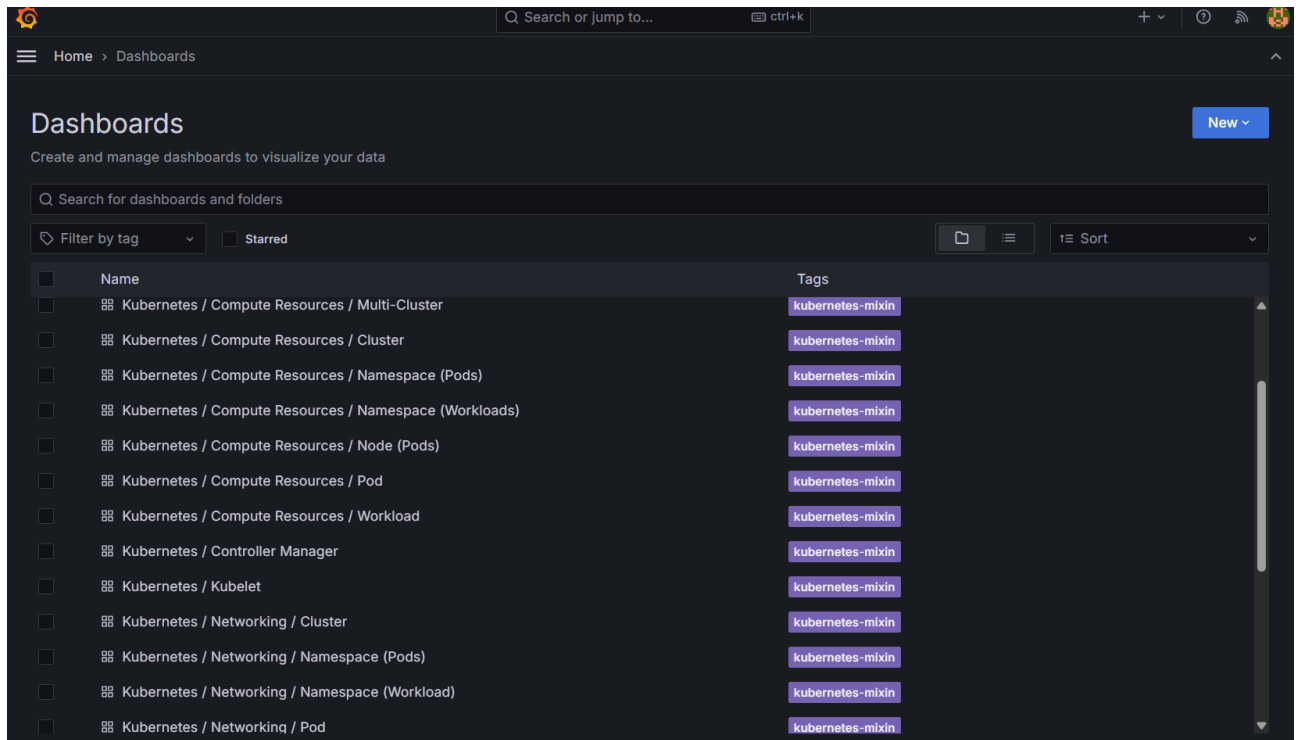 Search or jump to... ctrl+k
Home › Dashboards
Dashboards
New
Create and manage dashboards to visualize your data
Search for dashboards and folders
Filter by tag Starred Sort
Name Tags
Kubernetes / Compute Resources / Multi-Cluster kubernetes-mixin
Kubernetes / Compute Resources / Cluster kubernetes-mixin
Kubernetes / Compute Resources / Namespace (Pods) kubernetes-mixin
Kubernetes / Compute Resources / Namespace (Workloads) kubernetes-mixin
Kubernetes / Compute Resources / Node (Pods) kubernetes-mixin
Kubernetes / Compute Resources / Pod kubernetes-mixin
Kubernetes / Compute Resources / Workload kubernetes-mixin
Kubernetes / Controller Manager kubernetes-mixin
Kubernetes / Kubelet kubernetes-mixin
Kubernetes / Networking / Cluster kubernetes-mixin
Kubernetes / Networking / Namespace (Pods) kubernetes-mixin
Kubernetes / Networking / Namespace (Workload) kubernetes-mixin
Kubernetes / Networking / Pod kubernetes-mixin